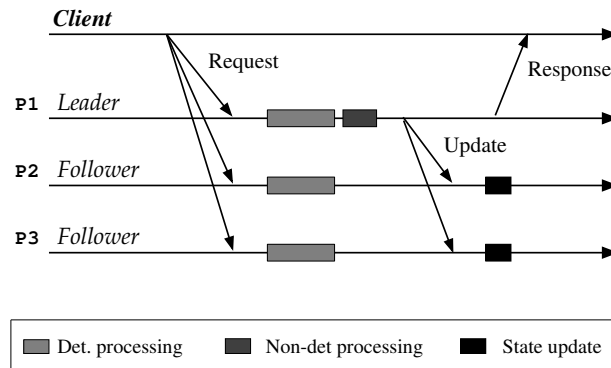 Client
Request
Response
P1 Leader
Update
P2 Follower
P3 Follower
Det. processing Non-det processing State update